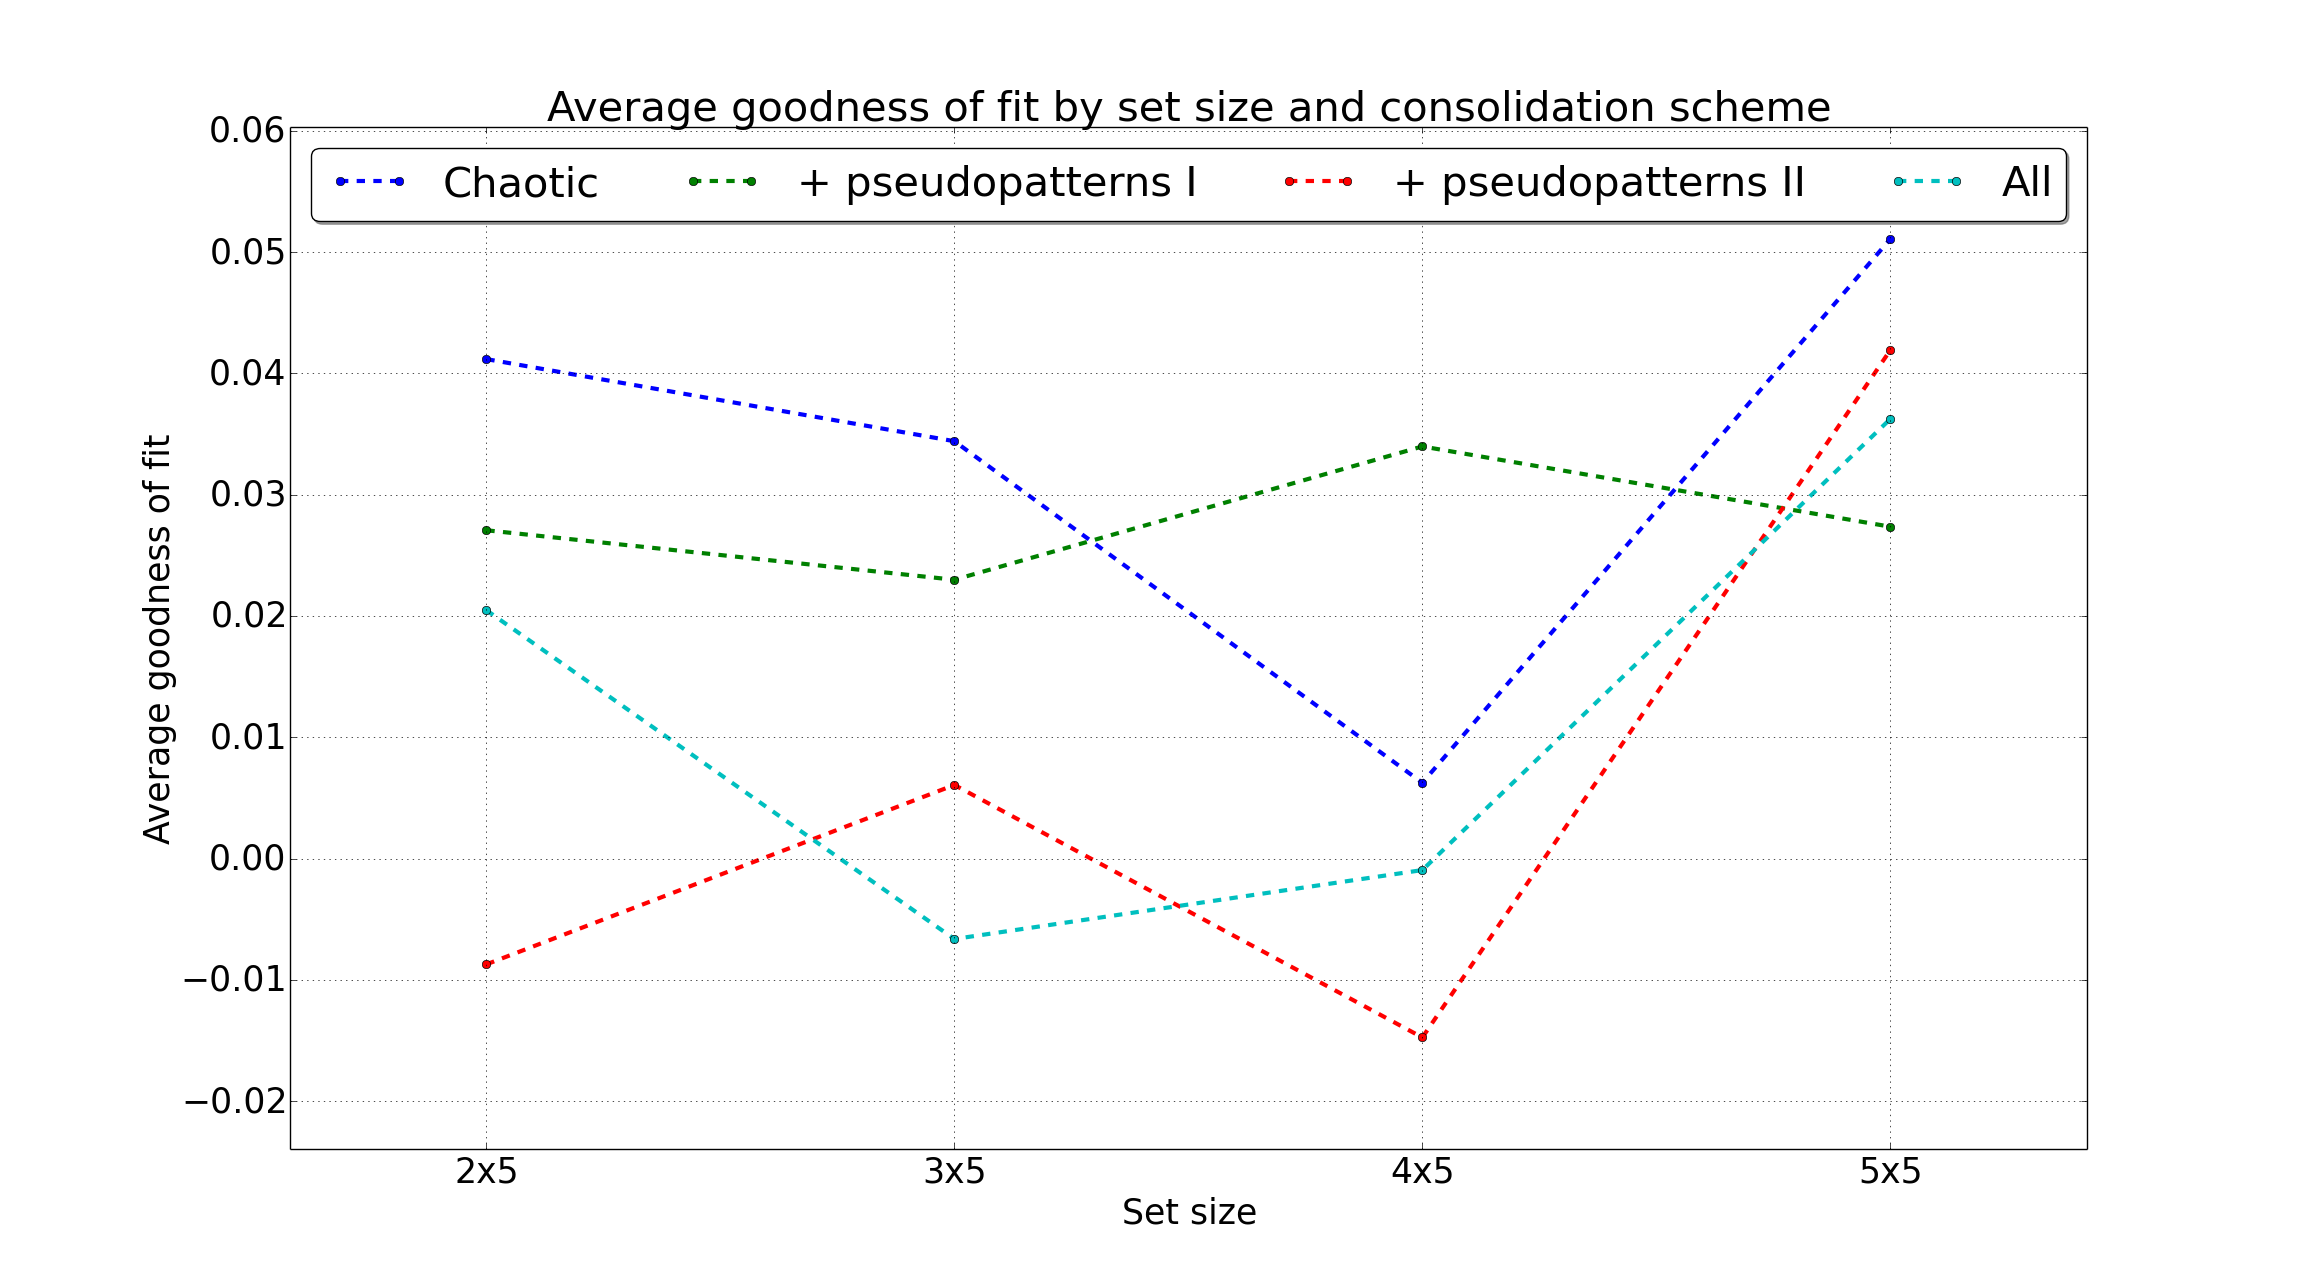 Average goodness of fit by set size and consolidation scheme
Chaotic + pseudopatterns I + pseudopatterns II All
0.06
0.05
0.04
0.03
0.02
0.01
0.00
−0.01
−0.02
Average goodness of fit
2x5 3x5 4x5 5x5
Set size